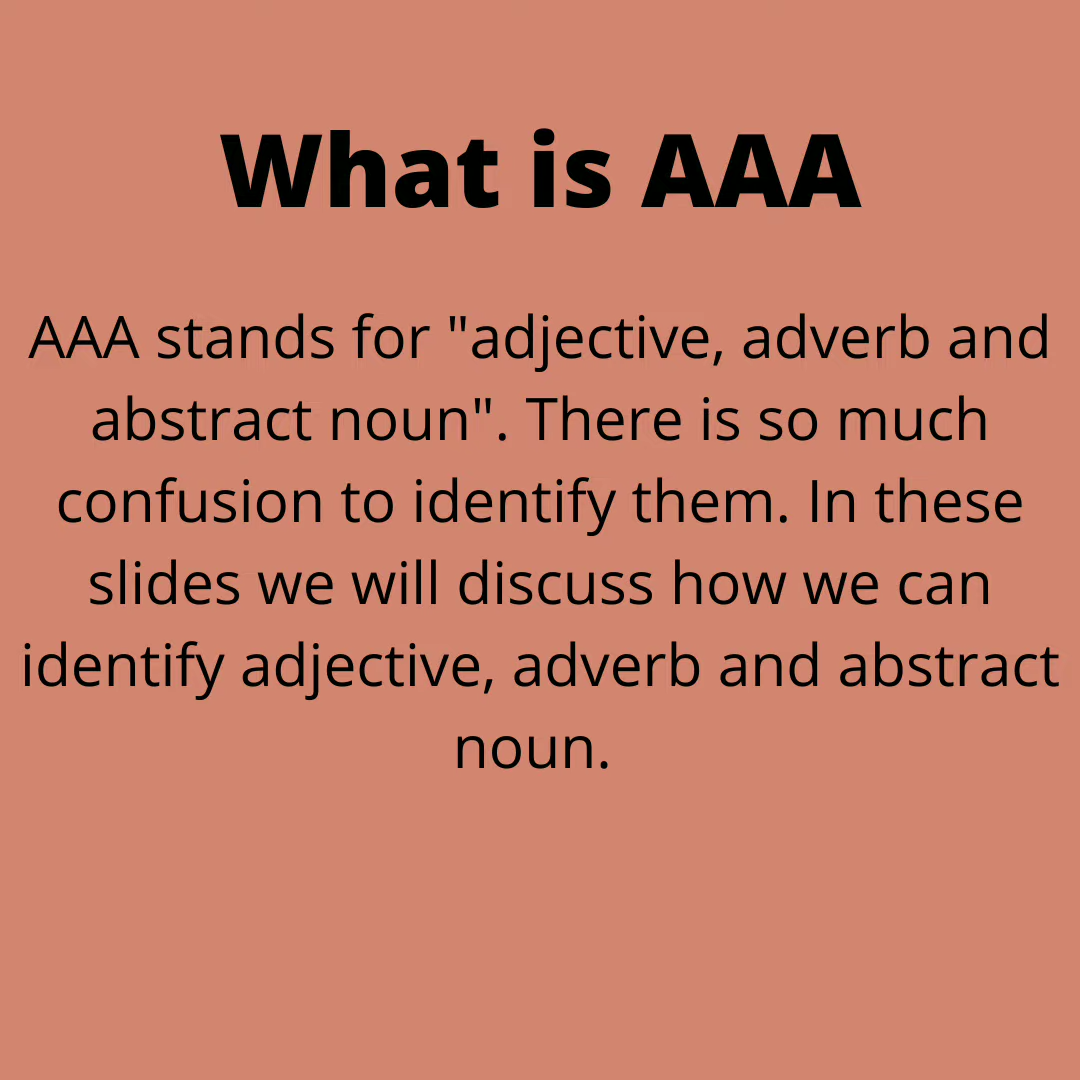 What is AAA
AAA stands for "adjective, adverb and
abstract noun". There is so much
confusion to identify them. In these
slides we will discuss how we can
identify adjective, adverb and abstract
noun.